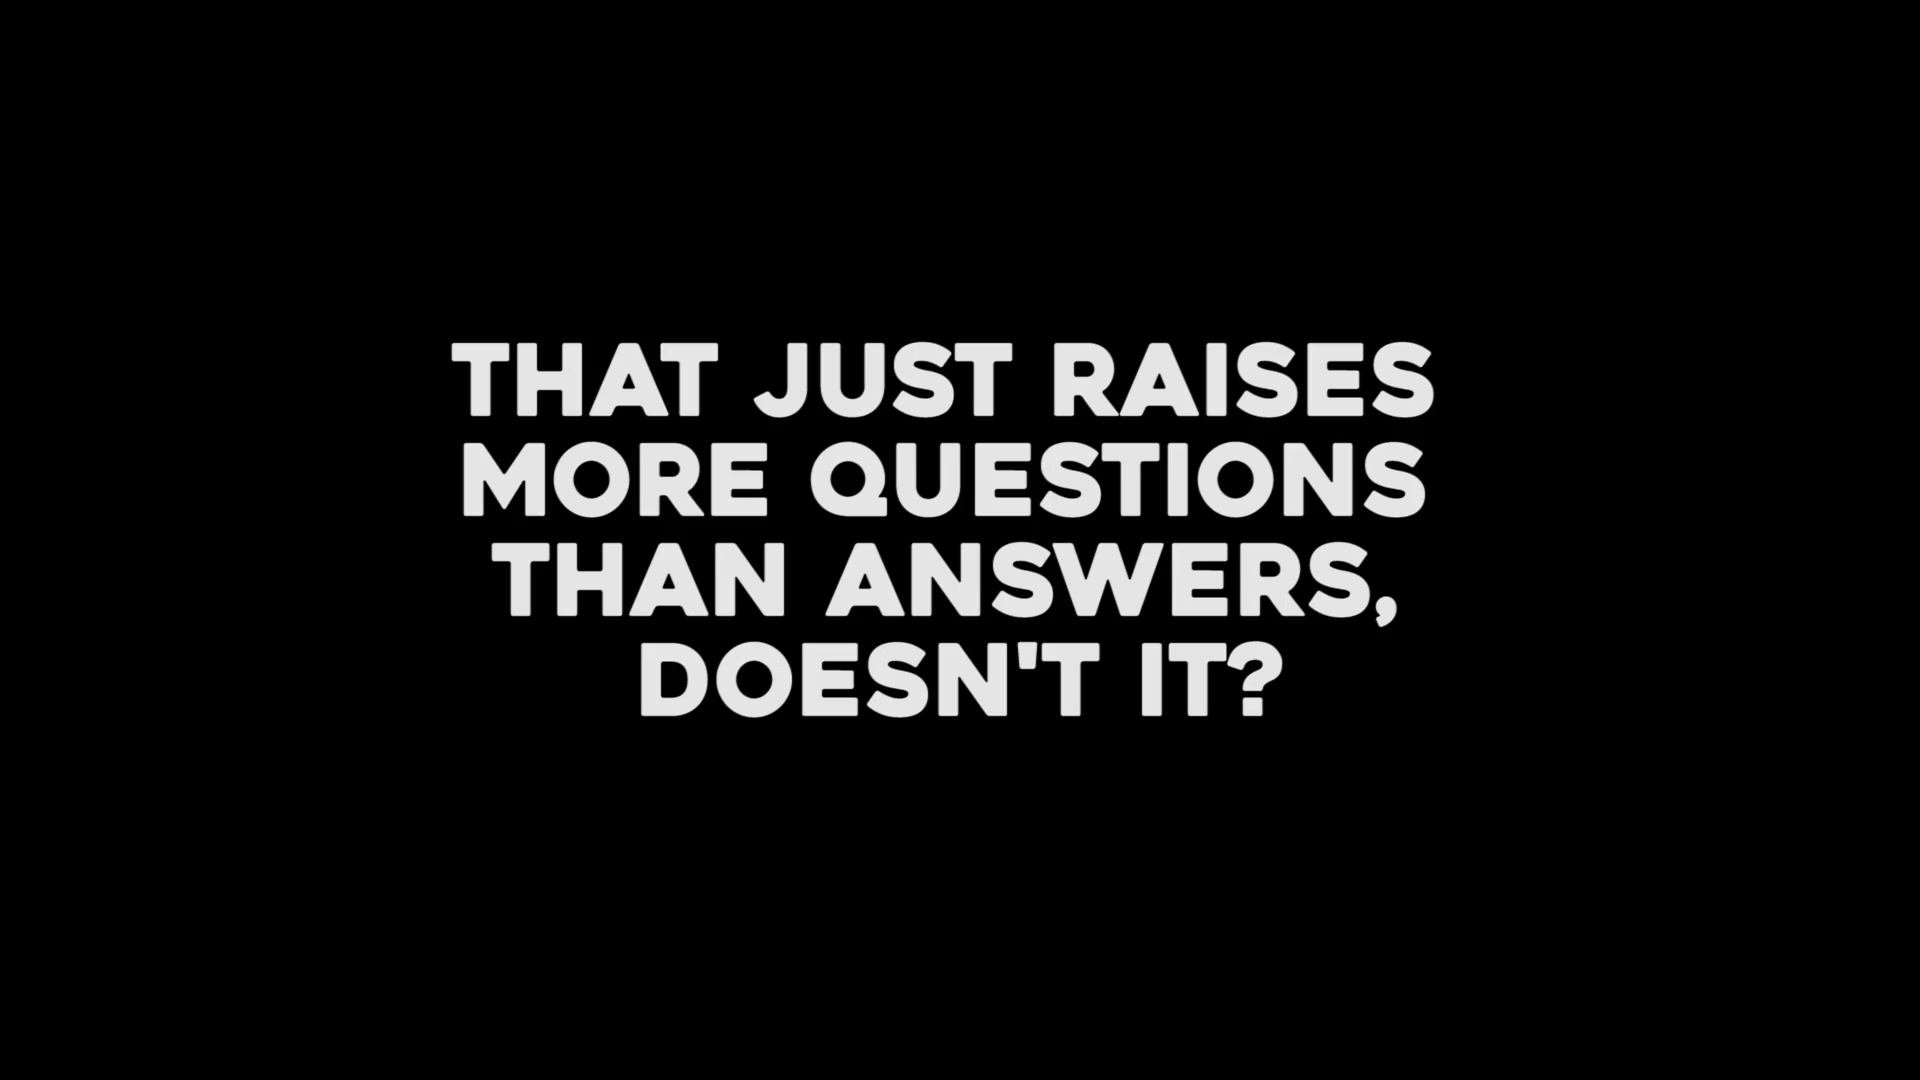 THAT JUST RAISES
MORE QUESTIONS
THAN ANSWERS,
DOESN'T IT?